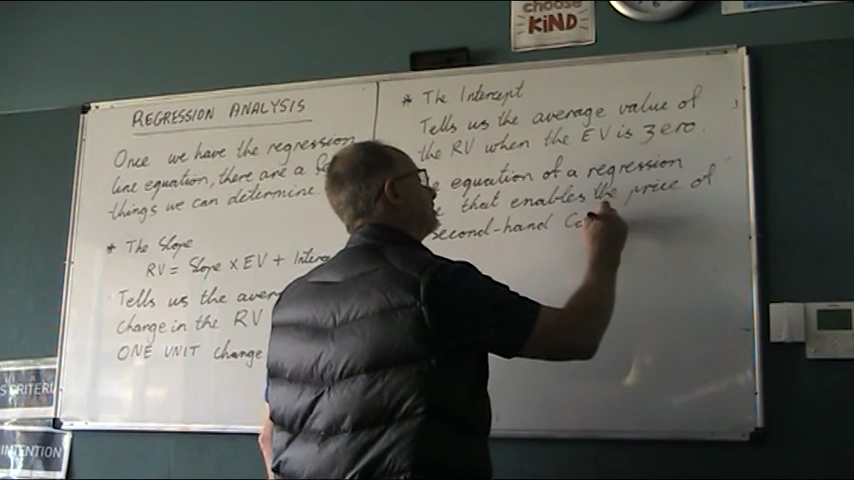 choose
KiND
REGRESSION ANALYSIS
Once we have the regression
line equation, there are a
things we can determine.
* The Slope
RV = Slope × EV +
Tells us the
change in the RV
ONE UNIT change
* The Intercept
Tells us the average value of
the RV when the EV is zero.
equation of a regression
that enables the price of
second-hand
INTENTION